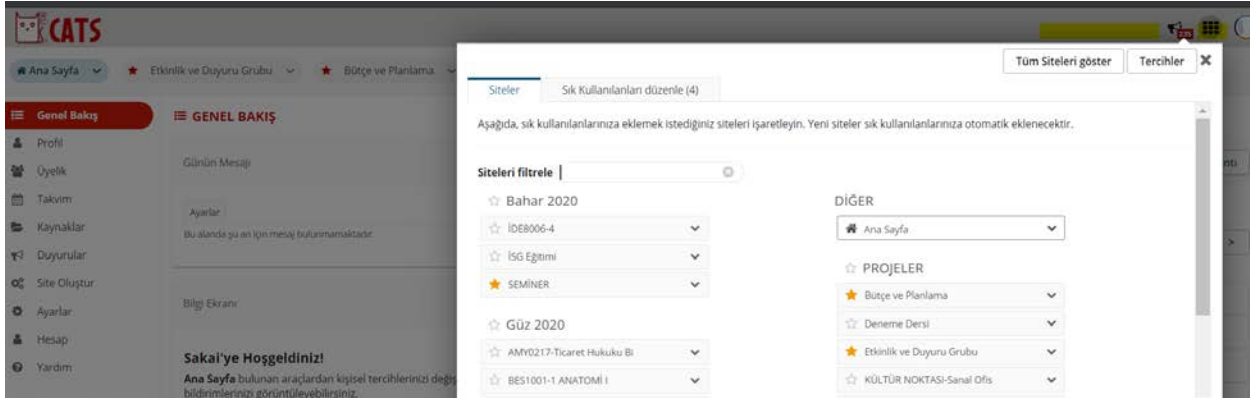 CATS
235
Ana Sayfa
Etkinlik ve Duyuru Grubu
Bütçe ve Planlama
Genel Bakış
Profil
Üyelik
Takvim
Kaynaklar
Duyurular
Site Oluştur
Ayarlar
Hesap
Yardım
GENEL BAKIŞ
Günün Mesajı
Ayarlar
Bu alanda şu an için mesaj bulunmamaktadır.
Bilgi Ekranı
Sakai'ye Hoşgeldiniz!
Ana Sayfa bulunan araçlardan kişisel tercihlerinizi değiş
bildirimlerinizi görüntüleyebilirsiniz.
Tüm Siteleri göster
Tercihler
Siteler
Sık Kullanılanları düzenle (4)
Aşağıda, sık kullanılanlarınıza eklemek istediğiniz siteleri işaretleyin. Yeni siteler sık kullanılanlarınıza otomatik eklenecektir.
Siteleri filtrele
Bahar 2020
İDE8006-4
İSG Eğitimi
SEMİNER
Güz 2020
AMY0217-Ticaret Hukuku Bi
BES1001-1 ANATOMİ I
DİĞER
Ana Sayfa
PROJELER
Bütçe ve Planlama
Deneme Dersi
Etkinlik ve Duyuru Grubu
KÜLTÜR NOKTASI-Sanal Ofis